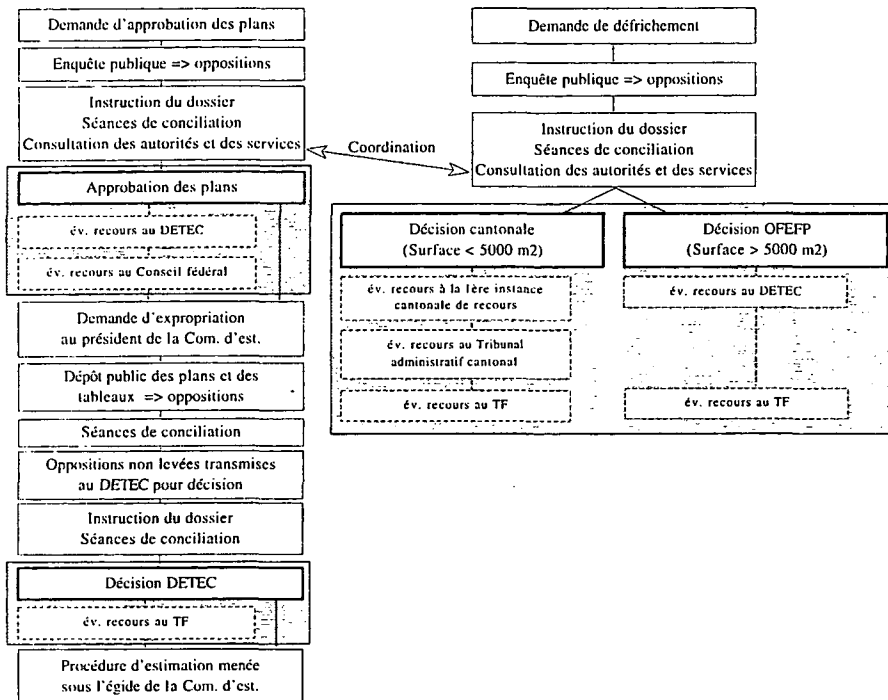 Demande d'approbation des plans
Enquête publique => oppositions
Instruction du dossier
Séances de conciliation
Consultation des autorités et des services
Approbation des plans
év. recours au DETEC
év. recours au Conseil fédéral
Demande d'expropriation
au président de la Com. d'est.
Dépôt public des plans et des
tableaux => oppositions
Séances de conciliation
Oppositions non levées transmises
au DETEC pour décision
Instruction du dossier
Séances de conciliation
Décision DETEC
év. recours au TF
Procédure d'estimation menée
sous l'égide de la Com. d'est.
Coordination
Demande de défrichement
Enquête publique => oppositions
Instruction du dossier
Séances de conciliation
Consultation des autorités et des services
Décision cantonale
(Surface < 5000 m2)
év. recours à la 1ère instance
cantonale de recours
év. recours au Tribunal
administratif cantonal
év. recours au TF
Décision OFEFP
(Surface > 5000 m2)
év. recours au DETEC
év. recours au TF